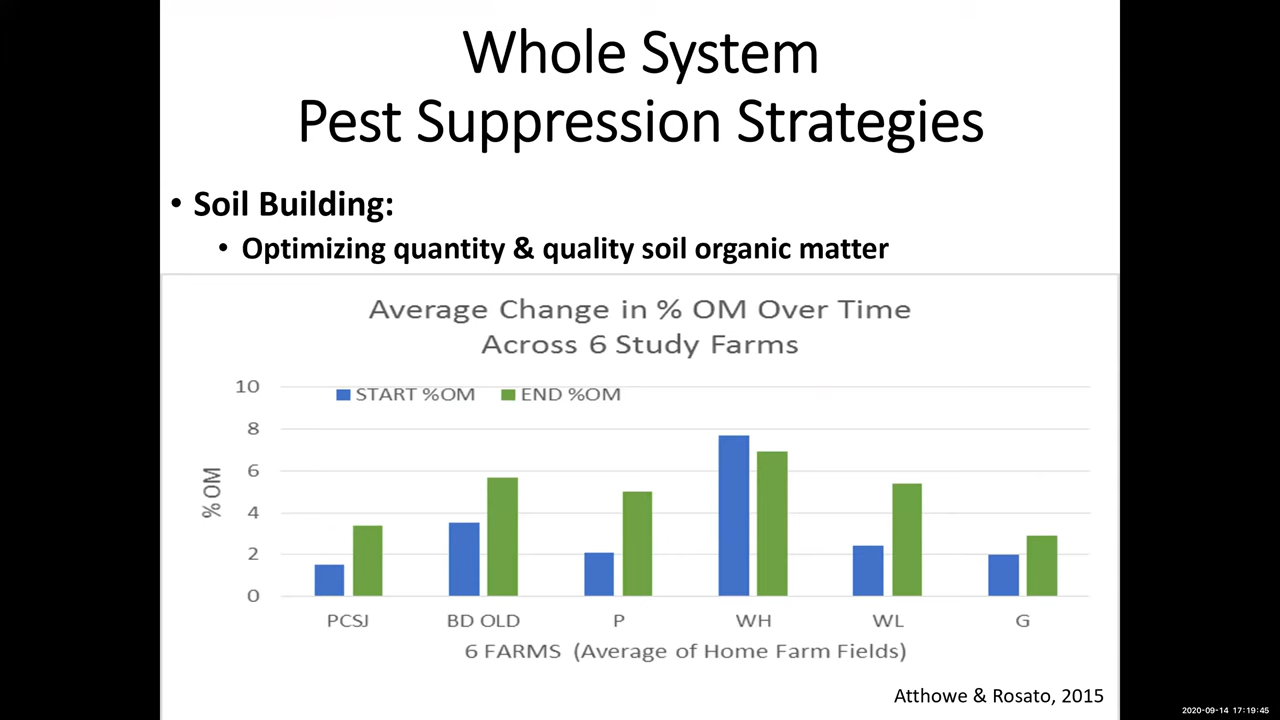 Whole System
Pest Suppression Strategies
• Soil Building:
• Optimizing quantity & quality soil organic matter
Average Change in % OM Over Time
Across 6 Study Farms
START %OM END %OM
10
8
6
4
2
0
% OM
PCSJ BD OLD P WH WL G
6 FARMS (Average of Home Farm Fields)
Atthowe & Rosato, 2015
2020-09-14 17:19:45